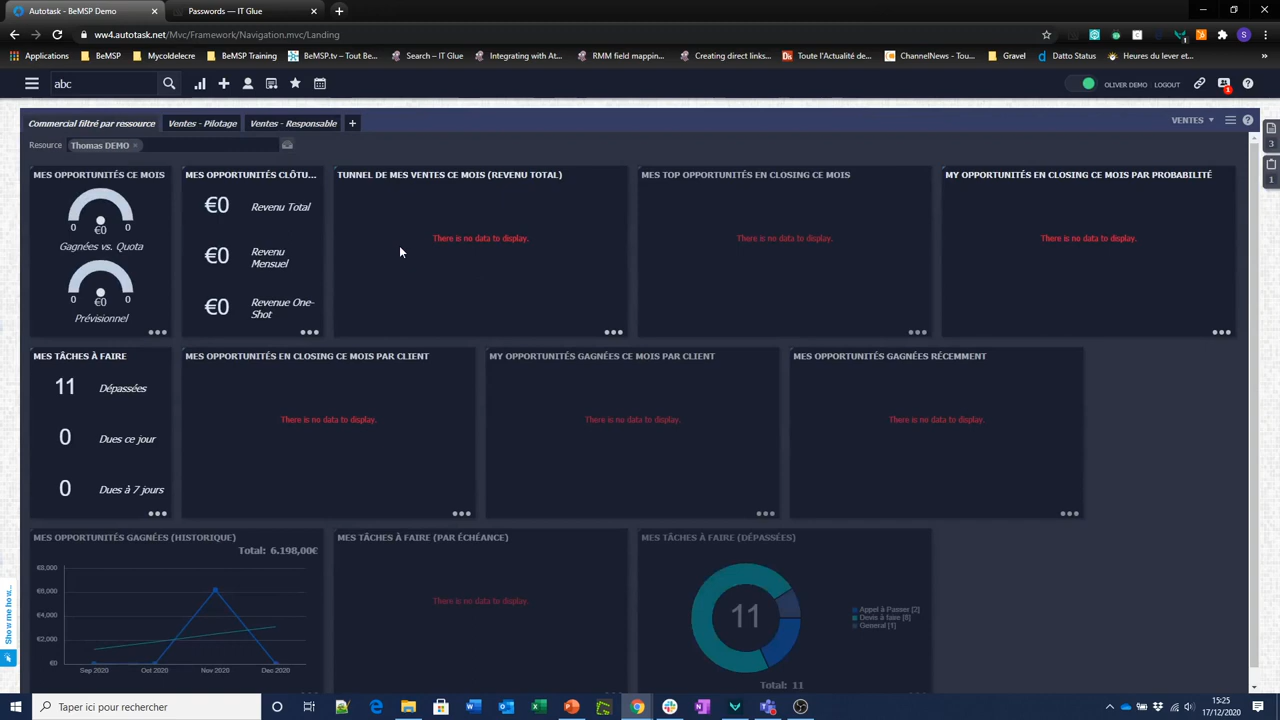 Autotask - BeMSP Demo
Passwords — IT Glue
ww4.autotask.net/Mvc/Framework/Navigation.mvc/Landing
S
Applications
BeMSP
Mycoldelecre
BeMSP Training
BeMSP.tv – Bout en...
Search — IT Glue
Integrating with At...
RMM field mappin...
Creating direct links...
Toute l'Actualité de...
ChannelNews – Cha...
Gravel
Datto Status
Heures du levier et...
abc
OLIVER DEMO
LOGOUT
1
Commercial filtré par ressource
Ventes - Pilotage
Ventes - Responsable
VENTES
Resource
Thomas DEMO
3
1
MES OPPORTUNITÉS CE MOIS
0 €0 0
Gagnées vs. Quota
0 €0 0
Prévisionnel
MES OPPORTUNITÉS CLÔTU...
€0 Revenu Total
€0 Revenu
Mensuel
€0 Revenue One-
Shot
TUNNEL DE MES VENTES CE MOIS (REVENU TOTAL)
There is no data to display.
MES TOP OPPORTUNITÉS EN CLOSING CE MOIS
There is no data to display.
MY OPPORTUNITÉS EN CLOSING CE MOIS PAR PROBABILITÉ
There is no data to display.
MES TÂCHES À FAIRE
11 Dépassées
0 Dues ce jour
0 Dues à 7 jours
MES OPPORTUNITÉS EN CLOSING CE MOIS PAR CLIENT
There is no data to display.
MY OPPORTUNITÉS GAGNÉES CE MOIS PAR CLIENT
There is no data to display.
MES OPPORTUNITÉS GAGNÉES RÉCEMMENT
There is no data to display.
MES OPPORTUNITÉS GAGNÉES (HISTORIQUE)
Total: 6.198,00€
€8,000
€6,000
€4,000
€2,000
€0
Sep 2020
Oct 2020
Nov 2020
Dec 2020
MES TÂCHES À FAIRE (PAR ÉCHÉANCE)
There is no data to display.
MES TÂCHES À FAIRE (DÉPASSÉES)
11
Appel à Passer [2]
Devis à faire [8]
General [1]
Total: 11
Show me how...
Taper ici pour rechercher
15:25
17/12/2020